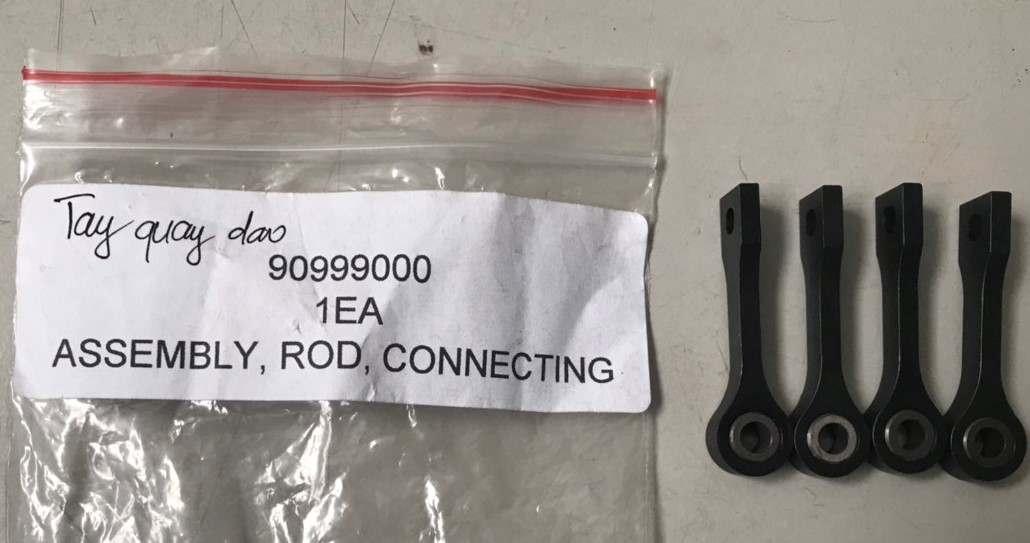 Tay quay dao
90999000
1EA
ASSEMBLY, ROD, CONNECTING